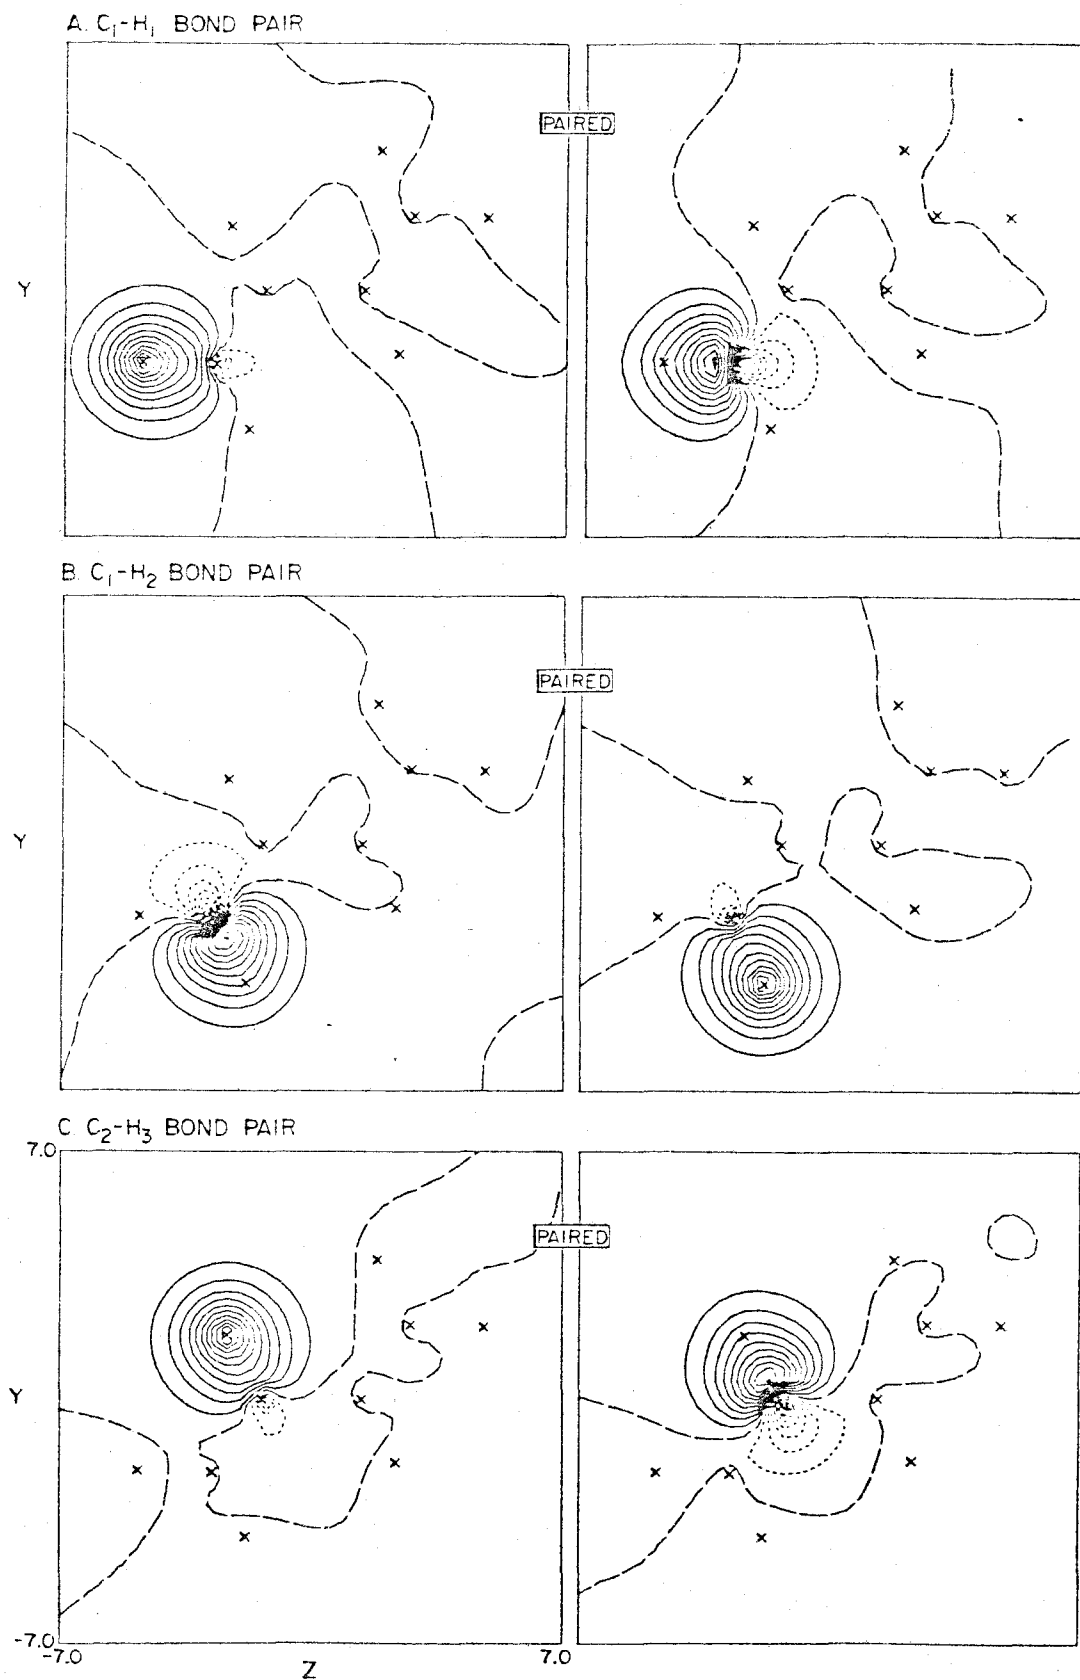 A. C₁-H₁ BOND PAIR
PAIRED
Y
B. C₁-H₂ BOND PAIR
PAIRED
Y
C. C₂-H₃ BOND PAIR
7.0
PAIRED
Y
-7.0
-7.0
Z
7.0